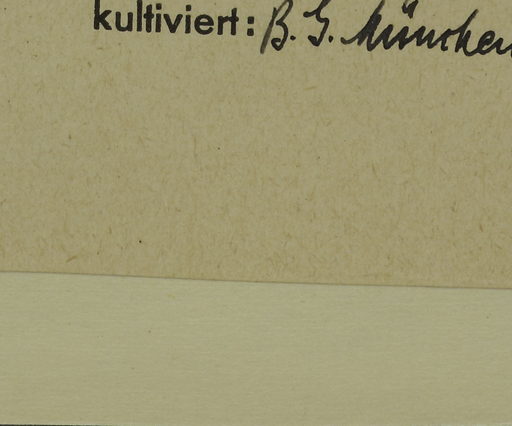 kultiviert: B. G. München